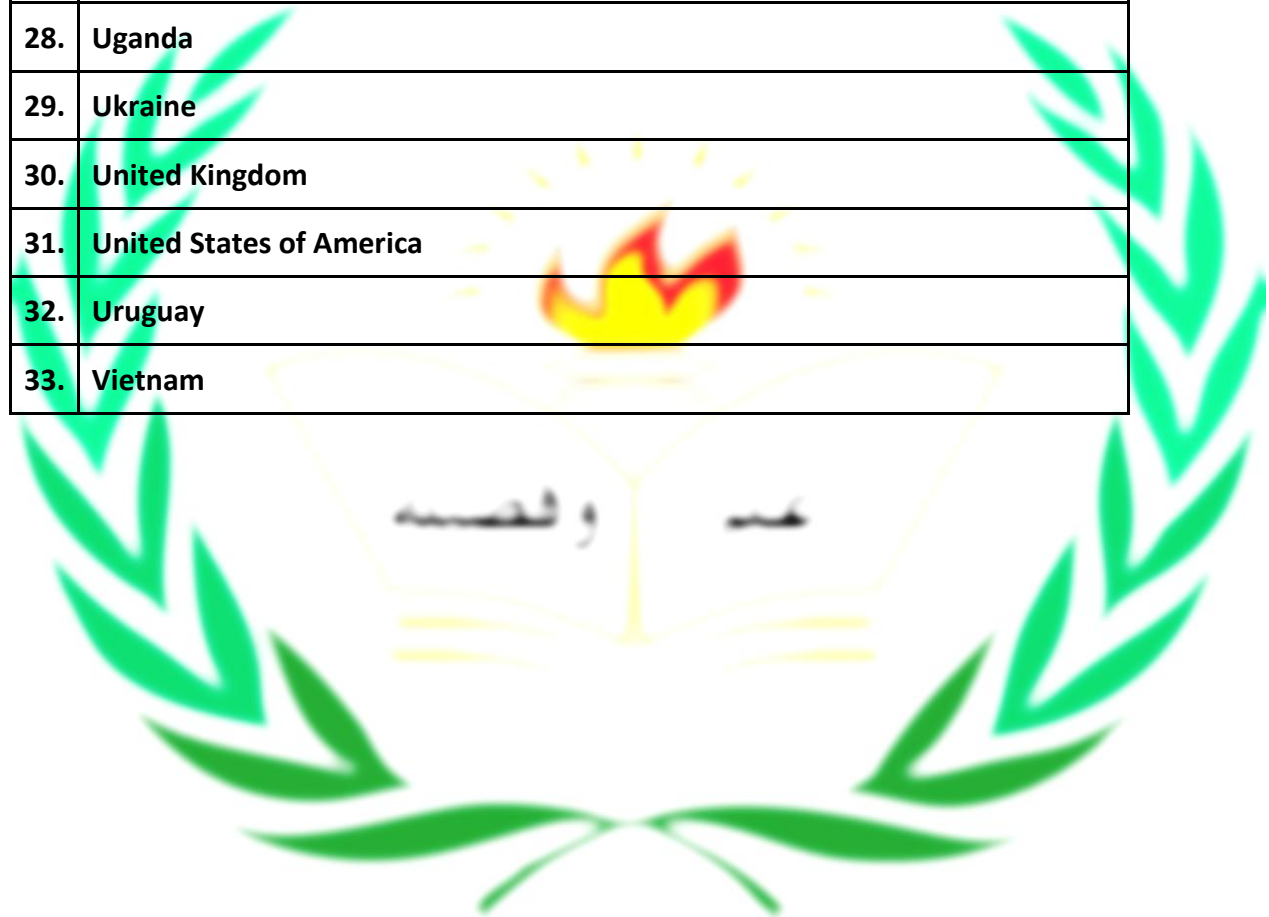 28. Uganda
29. Ukraine
30. United Kingdom
31. United States of America
32. Uruguay
33. Vietnam